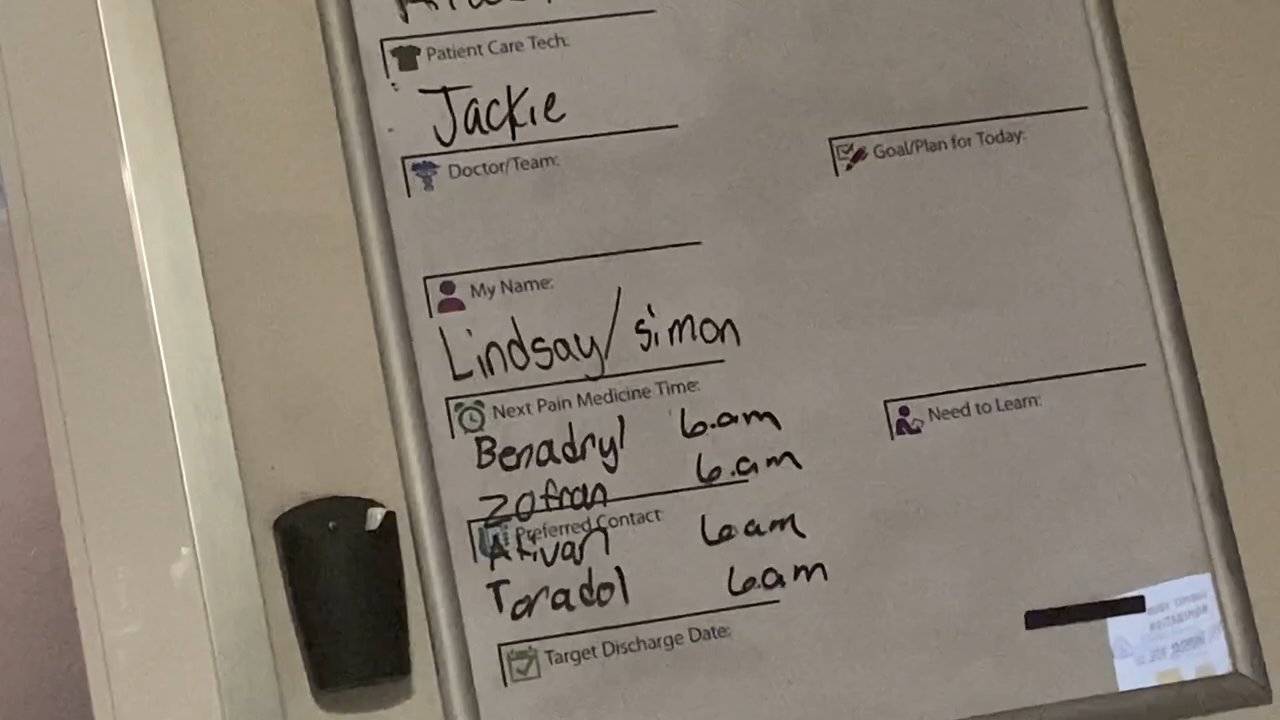 Patient Care Tech:
Jackie
Doctor/Team:
Goal/Plan for Today:
My Name:
Lindsay/simon
Next Pain Medicine Time:
Benadryl 6.am
Zofran 6.am
Need to Learn:
Preferred Contact
Ativan 6am
Toradol 6am
Target Discharge Date: